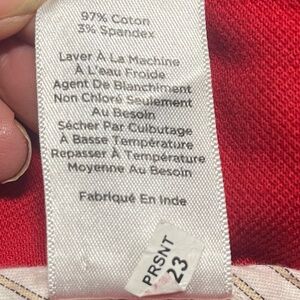 97% Coton
3% Spandex
Laver À La Machine
À L'eau Froide
Agent De Blanchiment
Non Chloré Seulement
Au Besoin
Sécher Par Culbutage
À Basse Température
Repasser À Température
Moyenne Au Besoin
Fabriqué En Inde
PRSNT
23